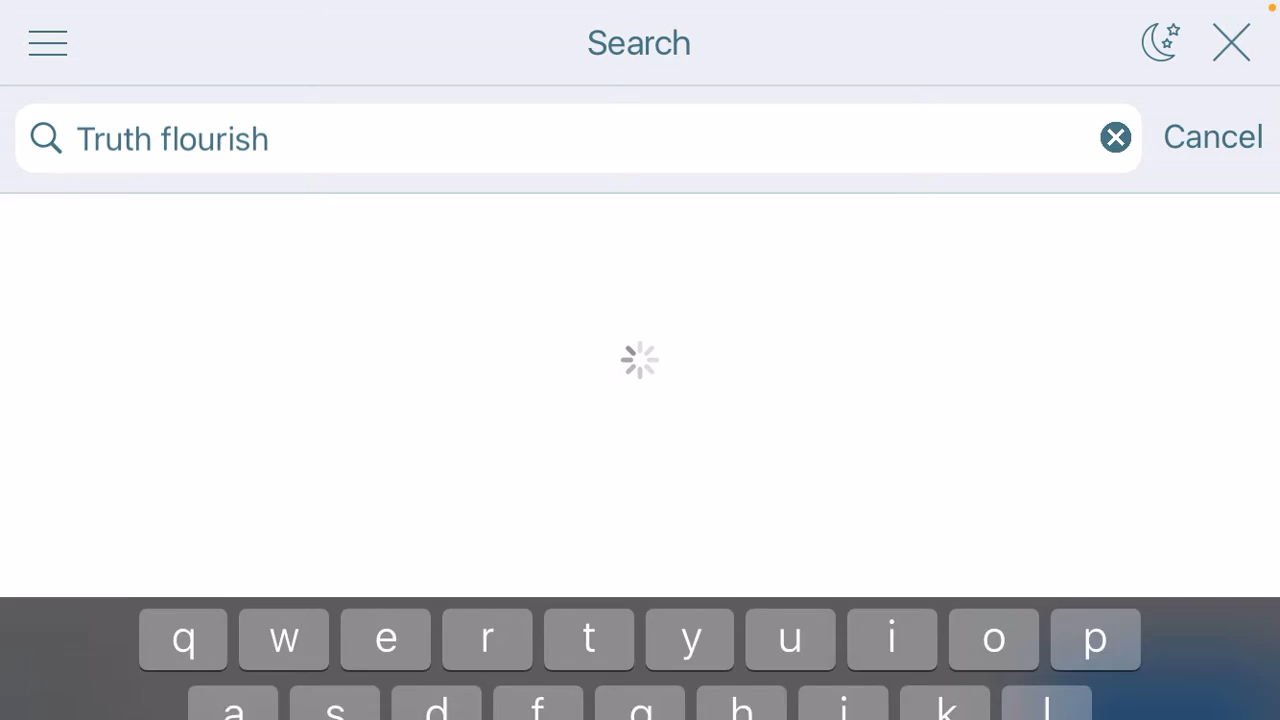 Search
Truth flourish
Cancel
q w e r t y u i o p
a s d f g h j k l